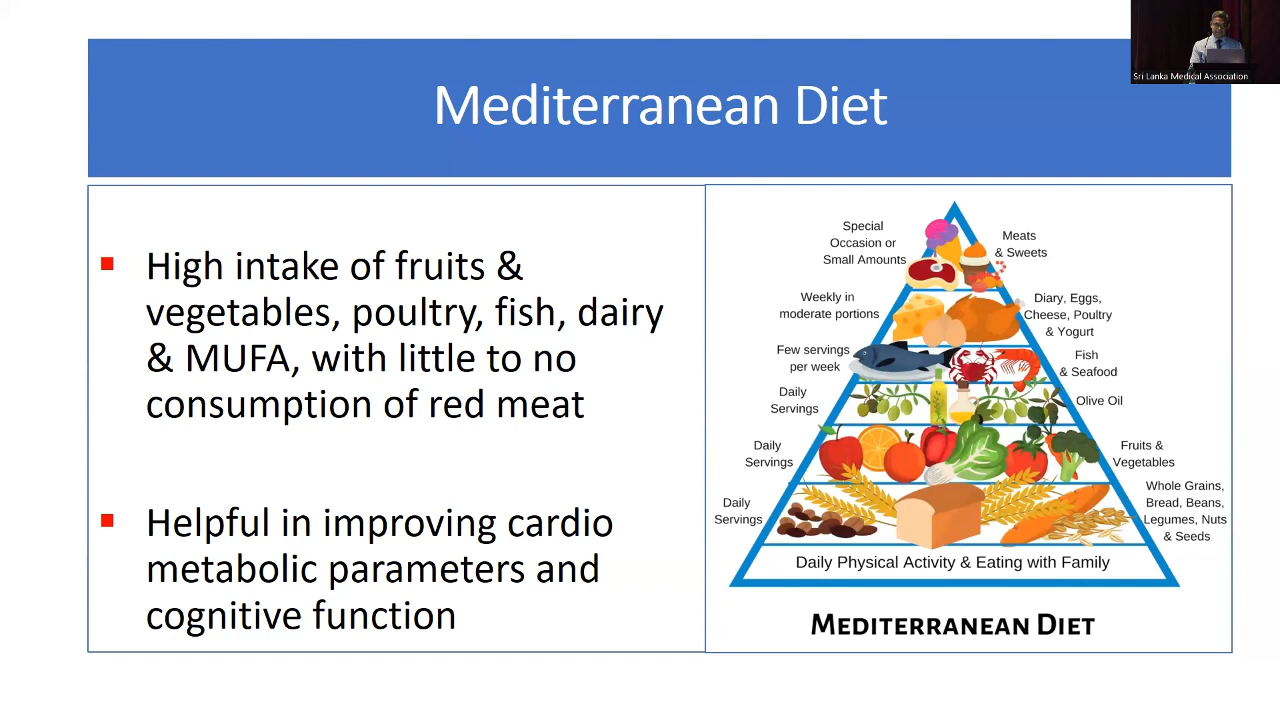 Sri Lanka Medical Association
Mediterranean Diet
High intake of fruits &
vegetables, poultry, fish, dairy
& MUFA, with little to no
consumption of red meat
Helpful in improving cardio
metabolic parameters and
cognitive function
Special
Occasion or
Small Amounts
Meats
& Sweets
Weekly in
moderate portions
Diary, Eggs,
Cheese, Poultry
& Yogurt
Few servings
per week
Fish
& Seafood
Daily
Servings
Olive Oil
Daily
Servings
Fruits &
Vegetables
Daily
Servings
Whole Grains,
Bread, Beans,
Legumes, Nuts
& Seeds
Daily Physical Activity & Eating with Family
Mediterranean Diet